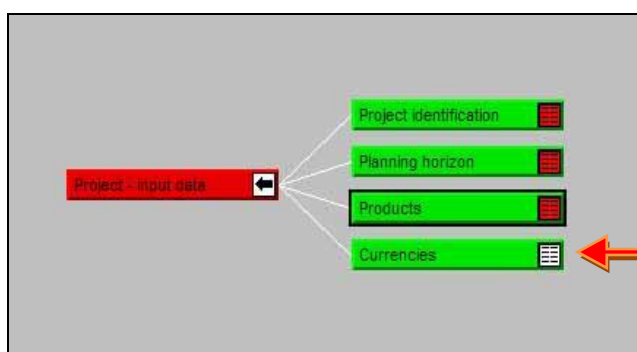 Project identification
Planning horizon
Project - input data
Products
Currencies